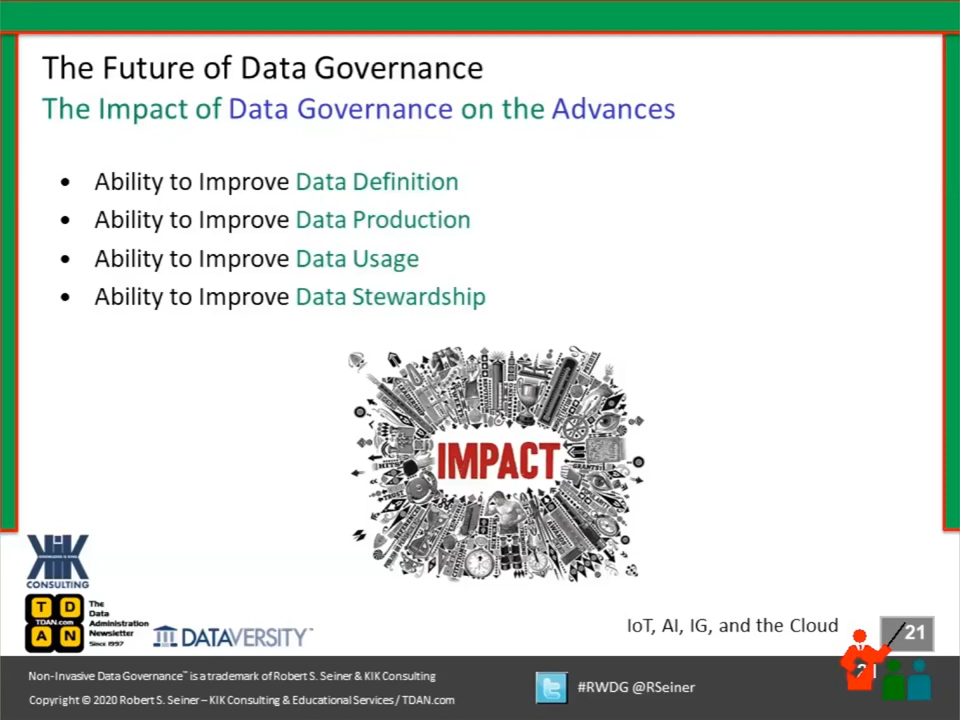 The Future of Data Governance
The Impact of Data Governance on the Advances
• Ability to Improve Data Definition
• Ability to Improve Data Production
• Ability to Improve Data Usage
• Ability to Improve Data Stewardship
IMPACT
KIK
CONSULTING
T D
TDAN.com
A N
The
Data
Administration
Newsletter
Since 1997
DATAVERSITY™
IoT, AI, IG, and the Cloud
21
Non-Invasive Data Governance™ is a trademark of Robert S. Seiner & KIK Consulting
Copyright © 2020 Robert S. Seiner – KIK Consulting & Educational Services / TDAN.com
#RWDG @RSeiner